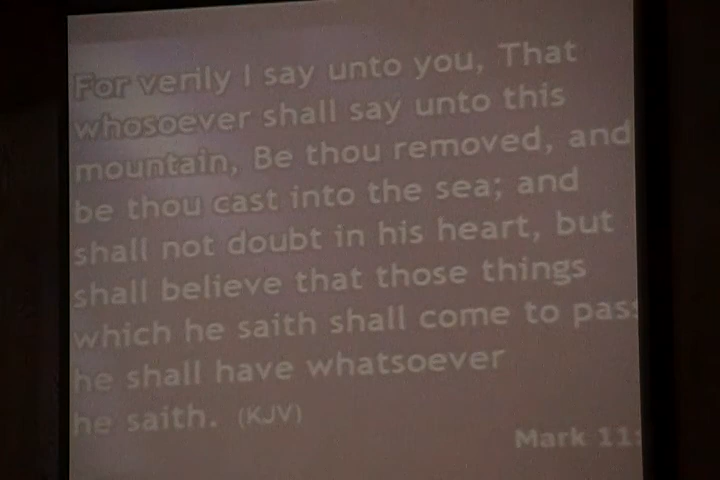 For verily I say unto you, That
whosoever shall say unto this
mountain, Be thou removed, and
be thou cast into the sea; and
shall not doubt in his heart, but
shall believe that those things
which he saith shall come to pass
he shall have whatsoever
he saith. (KJV)
Mark 11: